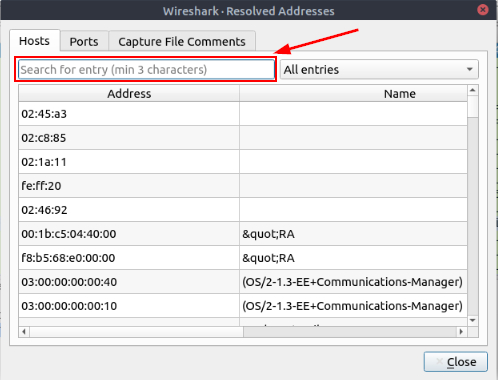 Wireshark · Resolved Addresses
Hosts Ports Capture File Comments
Search for entry (min 3 characters) All entries
Address Name
02:45:a3
02:c8:85
02:1a:11
fe:ff:20
02:46:92
00:1b:c5:04:40:00 &quot;RA
f8:b5:68:e0:00:00 &quot;RA
03:00:00:00:00:40 (OS/2-1.3-EE+Communications-Manager)
03:00:00:00:00:10 (OS/2-1.3-EE+Communications-Manager)
Close